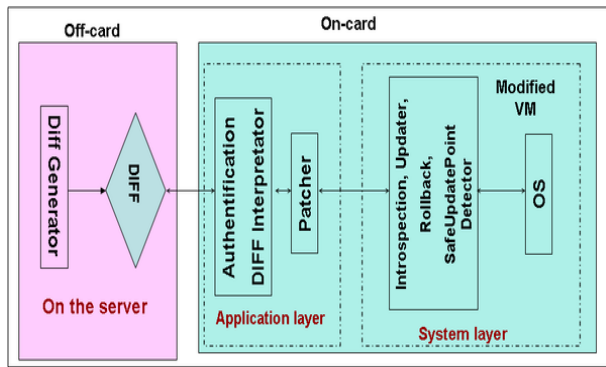 Off-card
On-card
Diff Generator
DIFF
On the server
Authentification
DIFF Interpretator
Patcher
Application layer
Introspection, Updater,
Rollback,
SafeUpdatePoint
Detector
Modified
VM
OS
System layer